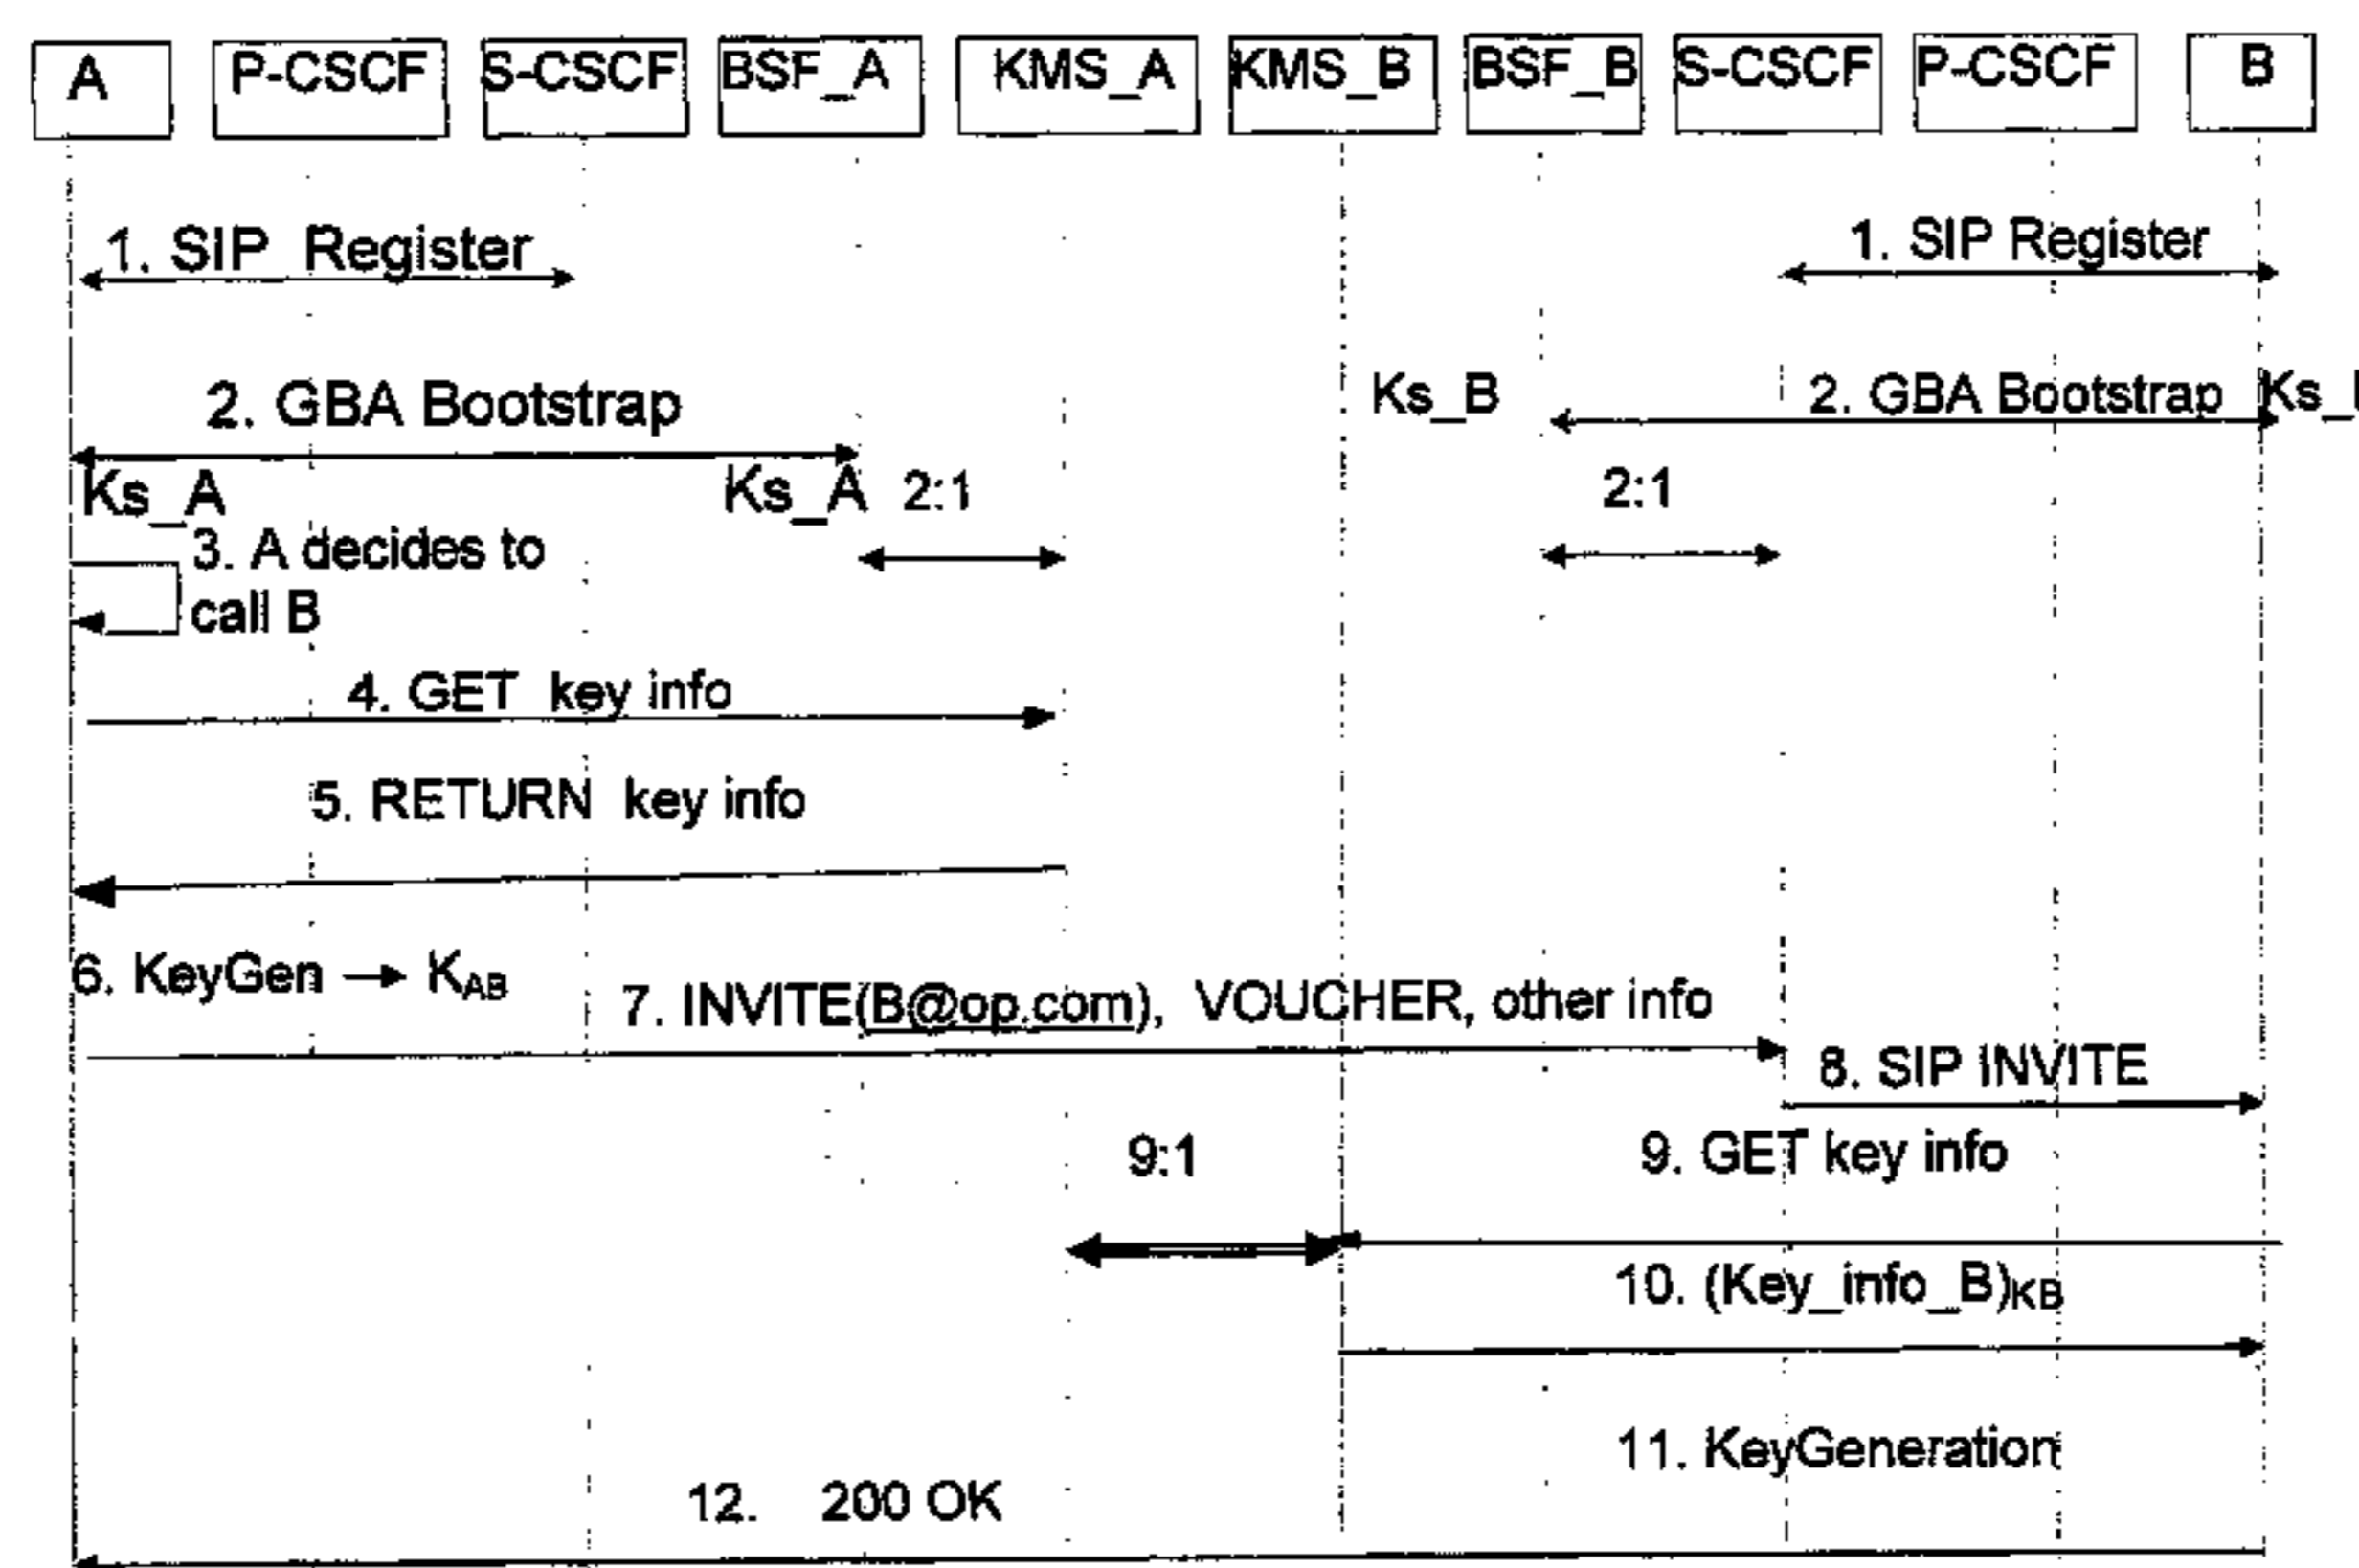 A P-CSCF S-CSCF BSF_A KMS_A KMS_B BSF_B S-CSCF P-CSCF B
1. SIP Register
1. SIP Register
2. GBA Bootstrap
Ks_B
2. GBA Bootstrap
Ks_
Ks_A
Ks_A
2:1
2:1
3. A decides to
call B
4. GET key info
5. RETURN key info
6. KeyGen → KAB
7. INVITE(B@op.com), VOUCHER, other info
8. SIP INVITE
9:1
9. GET key info
10. (Key_info_B)KB
11. KeyGeneration
12. 200 OK